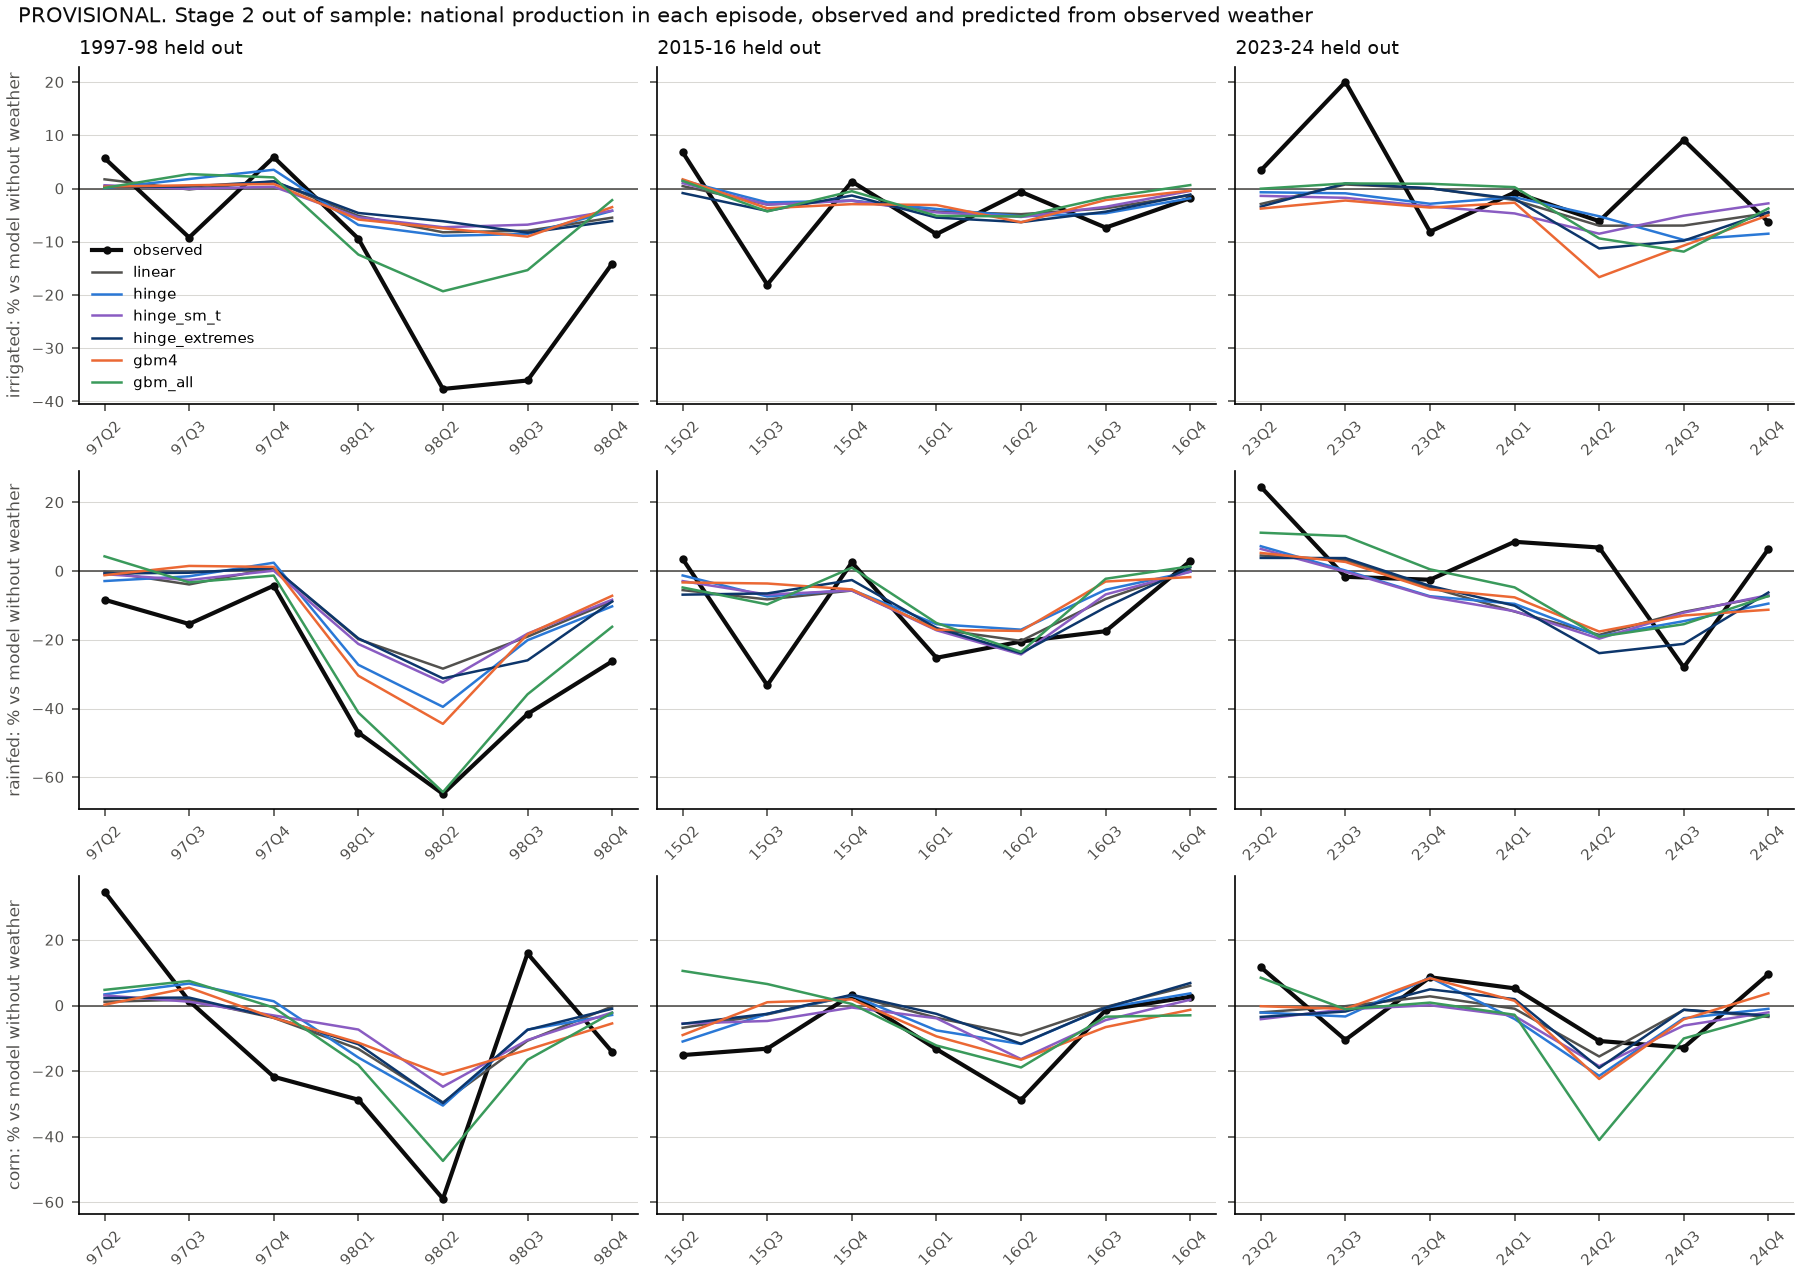 PROVISIONAL. Stage 2 out of sample: national production in each episode, observed and predicted from observed weather
1997-98 held out
2015-16 held out
2023-24 held out
irrigated: % vs model without weather
20
10
0
−10
−20
−30
−40
observed
linear
hinge
hinge_sm_t
hinge_extremes
gbm4
gbm_all
97Q2 97Q3 97Q4 98Q1 98Q2 98Q3 98Q4
15Q2 15Q3 15Q4 16Q1 16Q2 16Q3 16Q4
23Q2 23Q3 23Q4 24Q1 24Q2 24Q3 24Q4
rainfed: % vs model without weather
20
0
−20
−40
−60
97Q2 97Q3 97Q4 98Q1 98Q2 98Q3 98Q4
15Q2 15Q3 15Q4 16Q1 16Q2 16Q3 16Q4
23Q2 23Q3 23Q4 24Q1 24Q2 24Q3 24Q4
corn: % vs model without weather
20
0
−20
−40
−60
97Q2 97Q3 97Q4 98Q1 98Q2 98Q3 98Q4
15Q2 15Q3 15Q4 16Q1 16Q2 16Q3 16Q4
23Q2 23Q3 23Q4 24Q1 24Q2 24Q3 24Q4